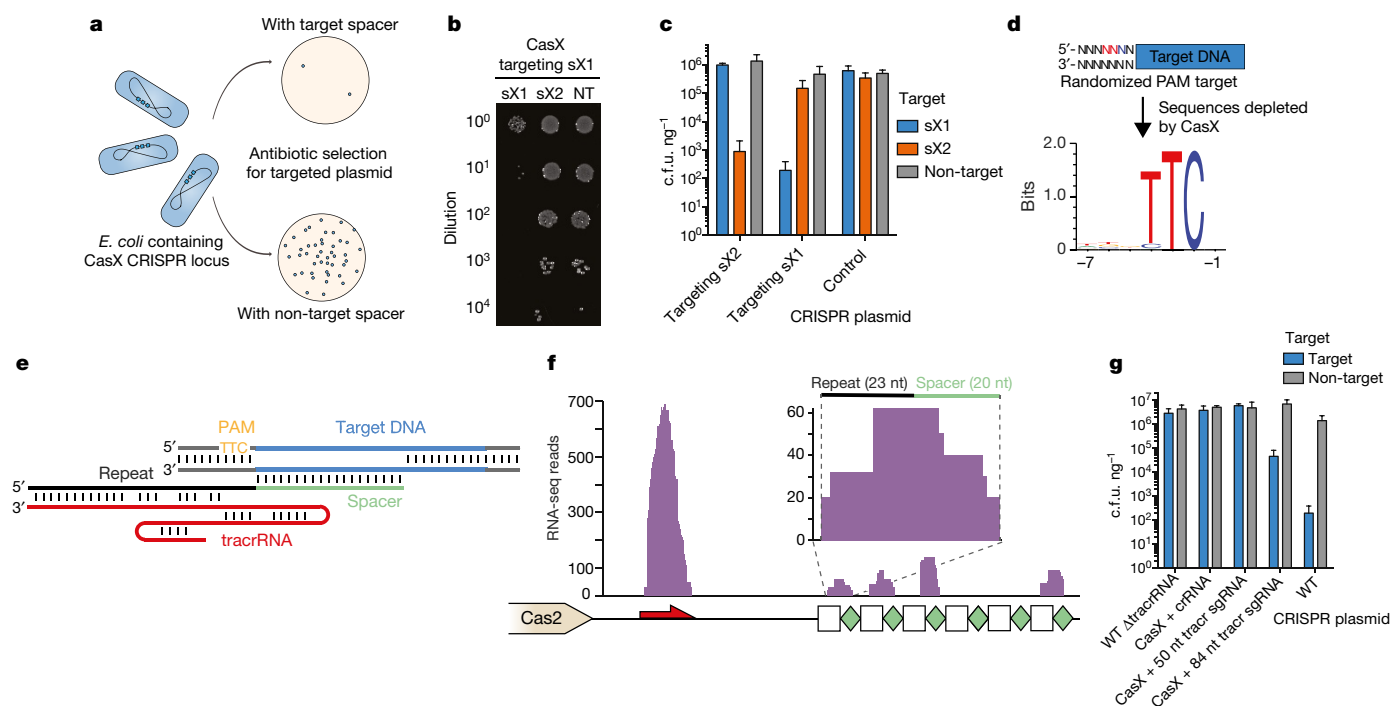 a
With target spacer
Antibiotic selection
for targeted plasmid
E. coli containing
CasX CRISPR locus
With non-target spacer
b
CasX
targeting sX1
sX1 sX2 NT
Dilution
10⁰
10¹
10²
10³
10⁴
c
c.f.u. ng⁻¹
10⁶
10⁵
10⁴
10³
10²
10¹
10⁰
Targeting sX2
Targeting sX1
Control
CRISPR plasmid
Target
sX1
sX2
Non-target
d
5′- NNNNNNN Target DNA
3′- NNNNNNN
Randomized PAM target
Sequences depleted
by CasX
Bits
2.0
1.0
0
TTC
−7 −1
e
PAM Target DNA
5′ TTC
3′
Repeat
5′
Spacer
3′
tracrRNA
f
RNA-seq reads
700
500
300
100
0
Repeat (23 nt) Spacer (20 nt)
60
40
20
0
Cas2
g
Target
Target
Non-target
c.f.u. ng⁻¹
10⁷
10⁶
10⁵
10⁴
10³
10²
10¹
10⁰
WT ΔtracrRNA
CasX + crRNA
CasX + 50 nt tracr sgRNA
CasX + 84 nt tracr sgRNA
WT
CRISPR plasmid